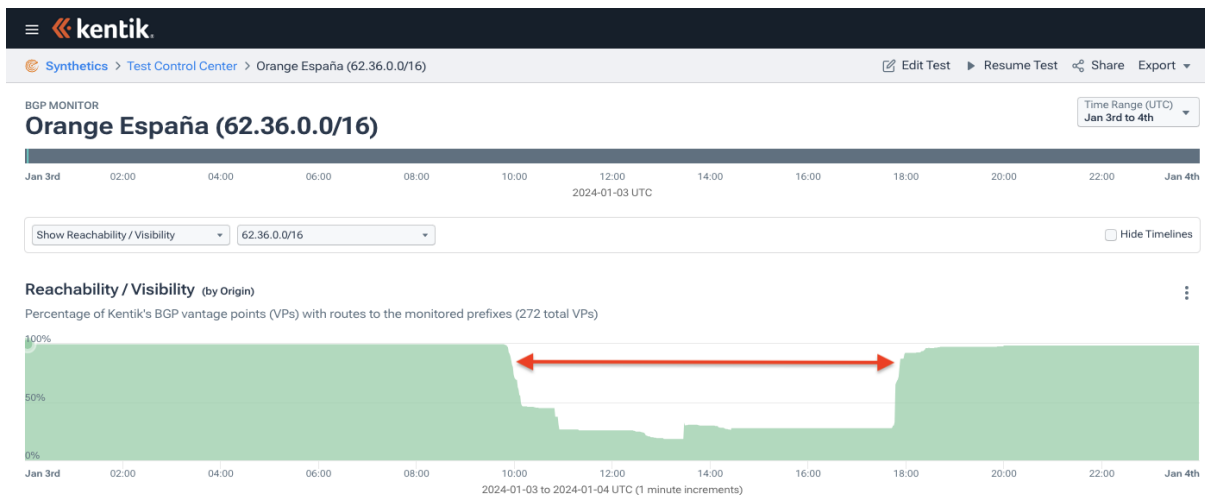 kentik.
Synthetics > Test Control Center > Orange España (62.36.0.0/16) Edit Test Resume Test Share Export
BGP MONITOR
Orange España (62.36.0.0/16)
Time Range (UTC)
Jan 3rd to 4th
Jan 3rd 02:00 04:00 06:00 08:00 10:00 12:00 14:00 16:00 18:00 20:00 22:00 Jan 4th
2024-01-03 UTC
Show Reachability / Visibility 62.36.0.0/16 Hide Timelines
Reachability / Visibility (by Origin)
Percentage of Kentik's BGP vantage points (VPs) with routes to the monitored prefixes (272 total VPs)
100%
50%
0%
Jan 3rd 02:00 04:00 06:00 08:00 10:00 12:00 14:00 16:00 18:00 20:00 22:00 Jan 4th
2024-01-03 to 2024-01-04 UTC (1 minute increments)